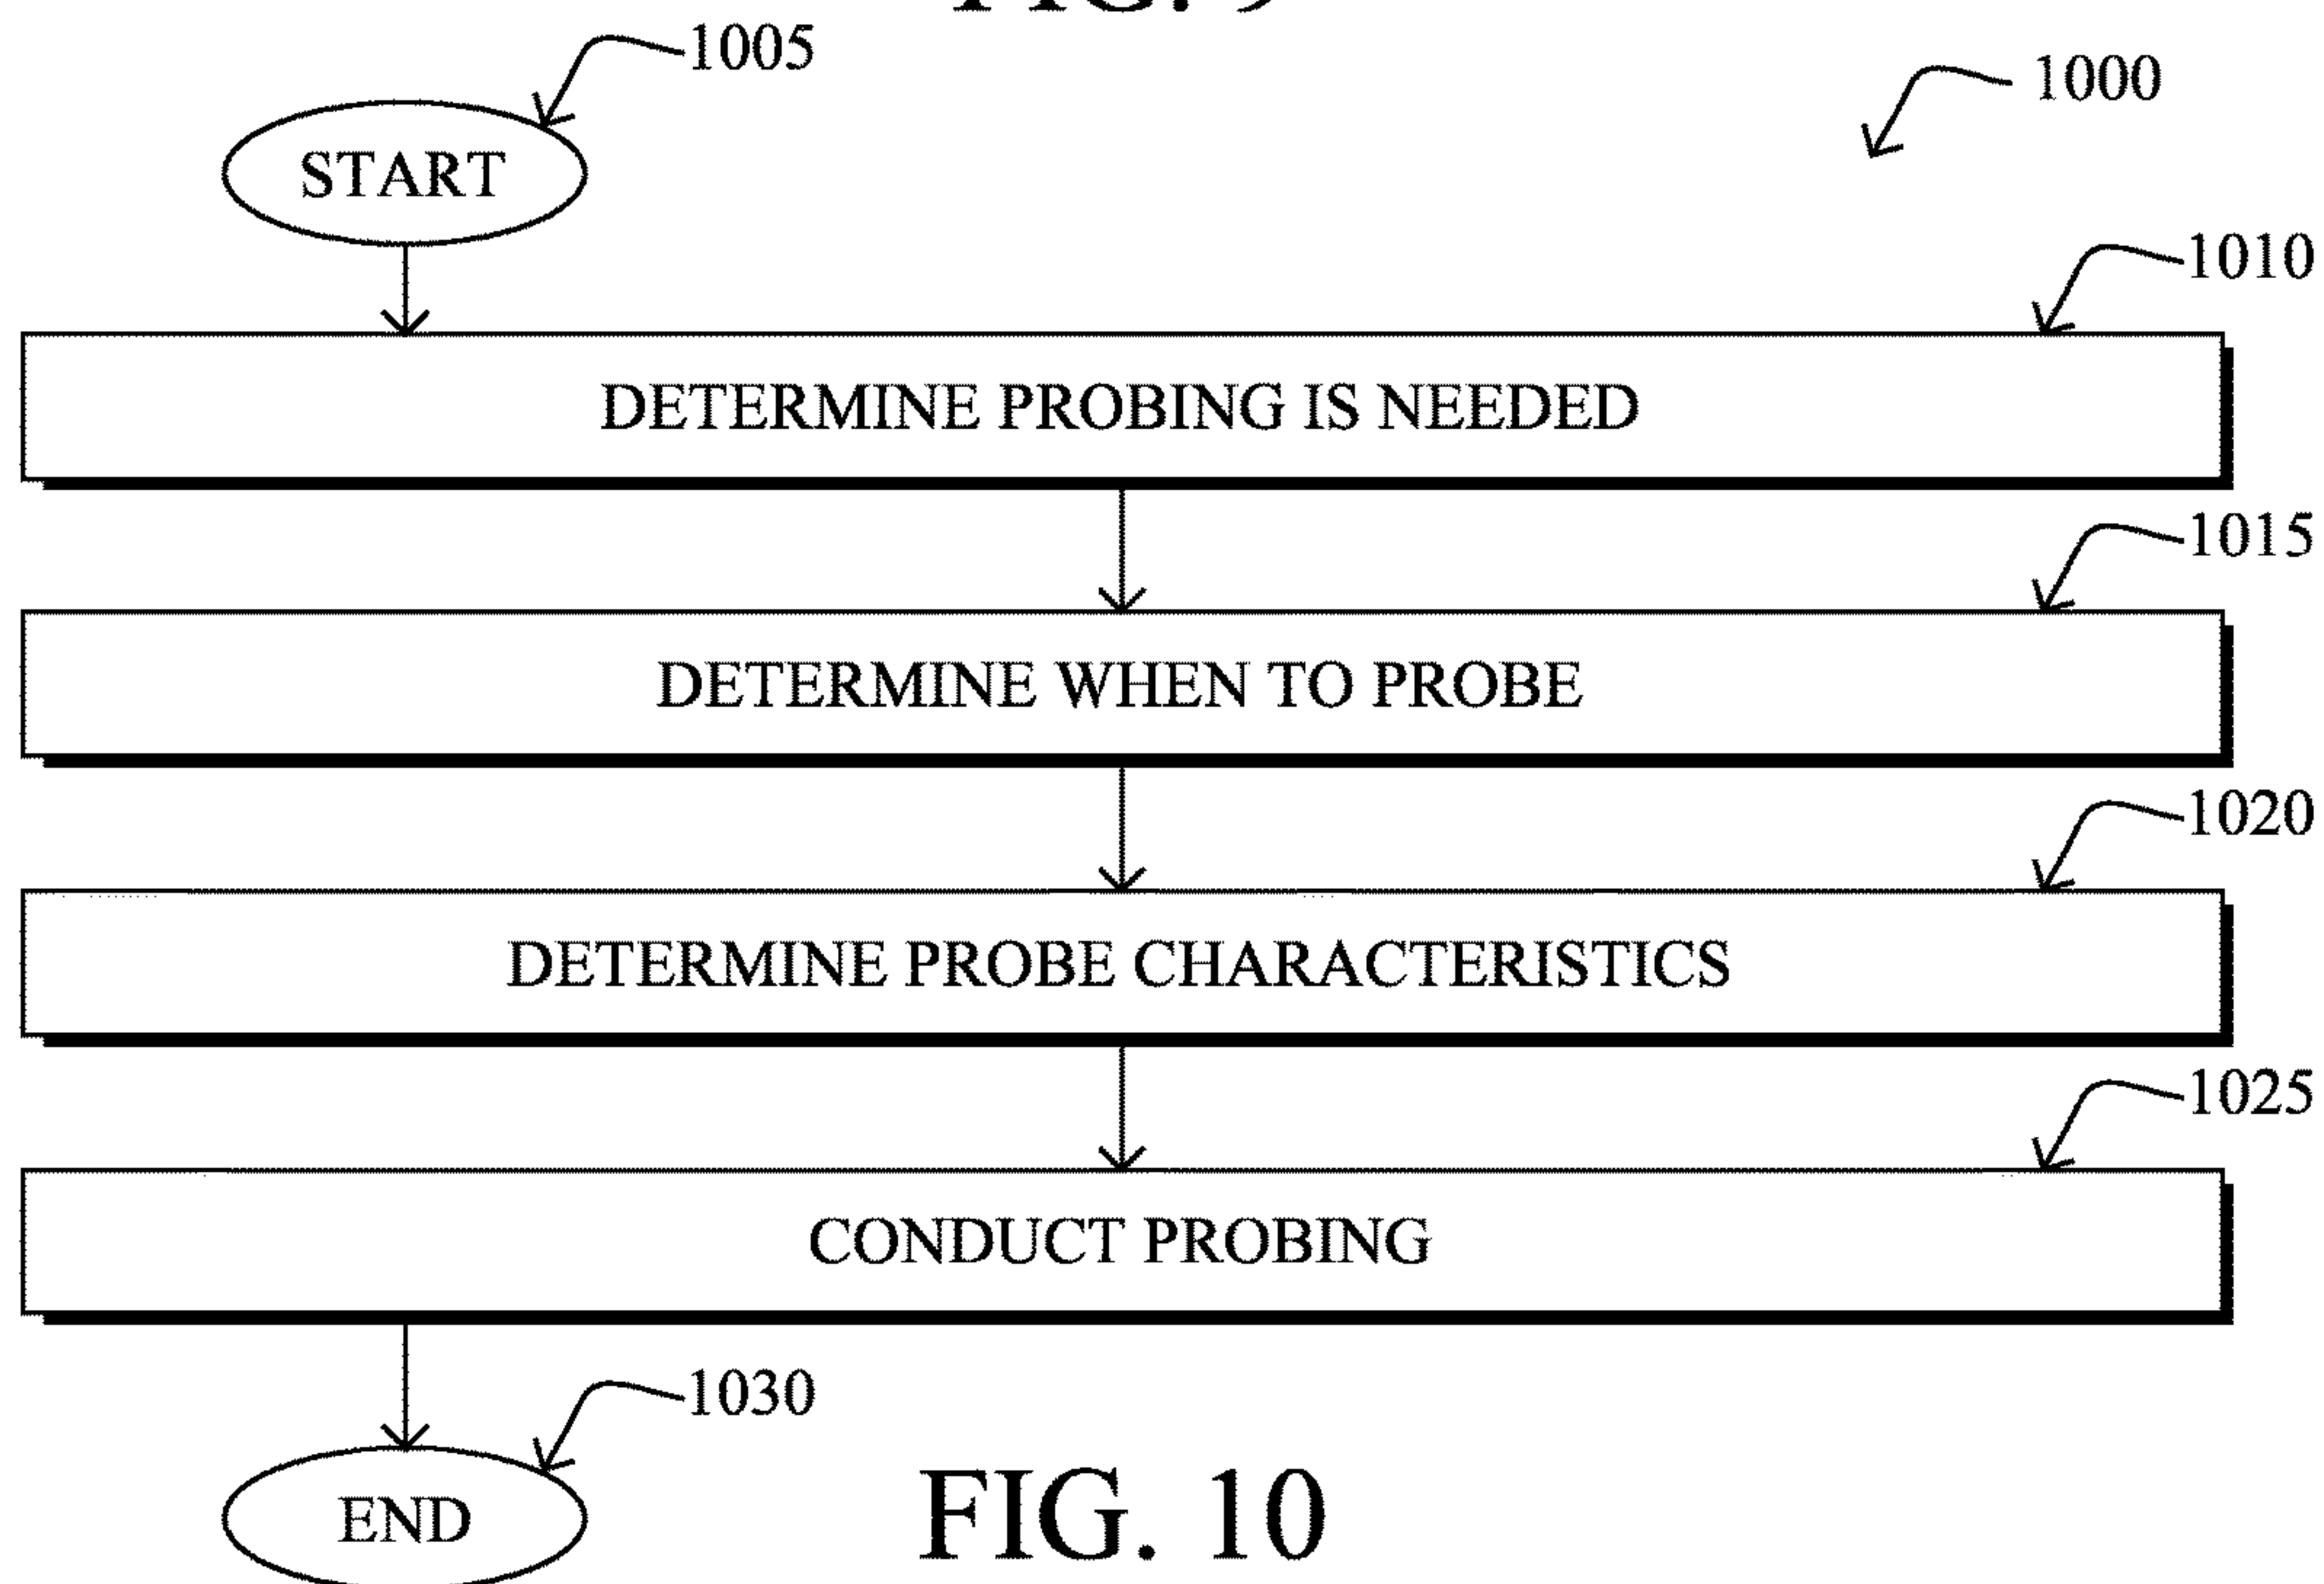 1005
1000
START
1010
DETERMINE PROBING IS NEEDED
1015
DETERMINE WHEN TO PROBE
1020
DETERMINE PROBE CHARACTERISTICS
1025
CONDUCT PROBING
1030
END
FIG. 10